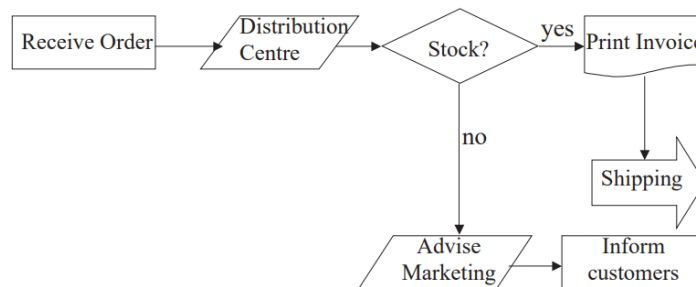 Receive Order
Distribution
Centre
Stock?
yes
Print Invoice
no
Shipping
Advise
Marketing
Inform
customers